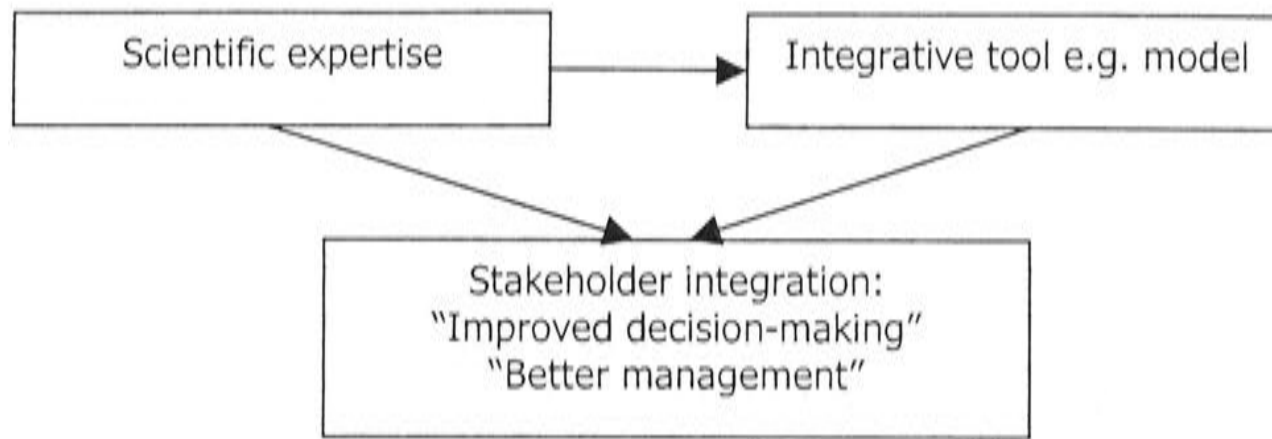 Scientific expertise
Integrative tool e.g. model
Stakeholder integration:
“Improved decision-making”
“Better management”